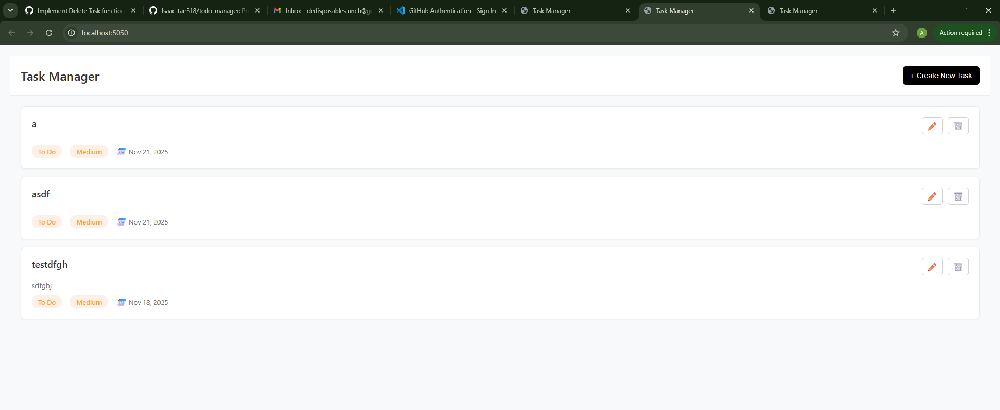 Implement Delete Task function
Isaac-tan318/todo-manager: Pr
Inbox - dedisposableslunch@g
GitHub Authentication - Sign In
Task Manager
Task Manager
Task Manager
localhost:5050
A
Action required
Task Manager
+ Create New Task
a
To Do Medium Nov 21, 2025
asdf
To Do Medium Nov 21, 2025
testdfgh
sdfghj
To Do Medium Nov 18, 2025